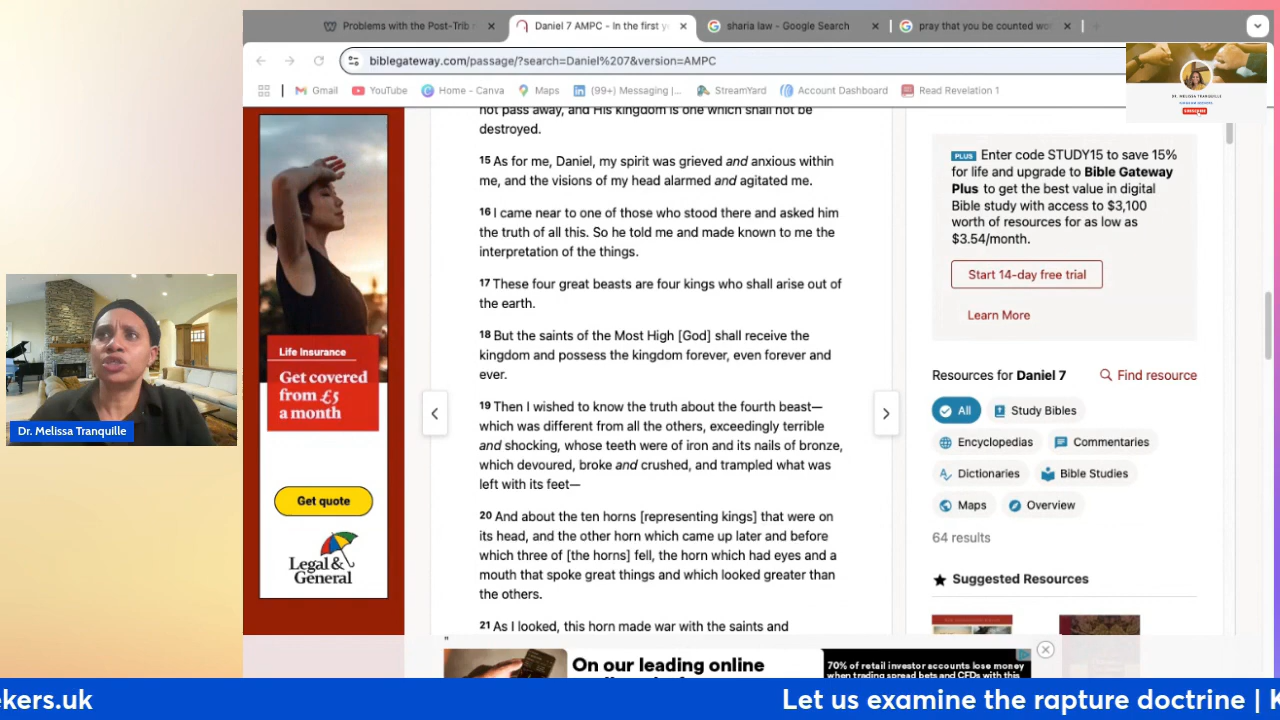 Problems with the Post-Trib
Daniel 7 AMPC - In the first y
sharia law - Google Search
pray that you be counted wo
biblegateway.com/passage/?search=Daniel%207&version=AMPC
Gmail
YouTube
Home - Canva
Maps
(99+) Messaging |...
StreamYard
Account Dashboard
Read Revelation 1
DR. MELISSA TRANQUILLE
SUBSCRIBE
pass away, and His kingdom is one which shall not be
destroyed.
15 As for me, Daniel, my spirit was grieved and anxious within
me, and the visions of my head alarmed and agitated me.
16 I came near to one of those who stood there and asked him
the truth of all this. So he told me and made known to me the
interpretation of the things.
17 These four great beasts are four kings who shall arise out of
the earth.
18 But the saints of the Most High [God] shall receive the
kingdom and possess the kingdom forever, even forever and
ever.
19 Then I wished to know the truth about the fourth beast—
which was different from all the others, exceedingly terrible
and shocking, whose teeth were of iron and its nails of bronze,
which devoured, broke and crushed, and trampled what was
left with its feet—
20 And about the ten horns [representing kings] that were on
its head, and the other horn which came up later and before
which three of [the horns] fell, the horn which had eyes and a
mouth that spoke great things and which looked greater than
the others.
21 As I looked, this horn made war with the saints and
PLUS Enter code STUDY15 to save 15%
for life and upgrade to Bible Gateway
Plus to get the best value in digital
Bible study with access to $3,100
worth of resources for as low as
$3.54/month.
Start 14-day free trial
Learn More
Resources for Daniel 7
Find resource
All
Study Bibles
Encyclopedias
Commentaries
Dictionaries
Bible Studies
Maps
Overview
64 results
Suggested Resources
Life Insurance
Get covered
from £5
a month
Get quote
Legal &
General
Dr. Melissa Tranquille
"
On our leading online
70% of retail investor accounts lose money
when trading spread bets and CFDs with this
ekers.uk
Let us examine the rapture doctrine | K